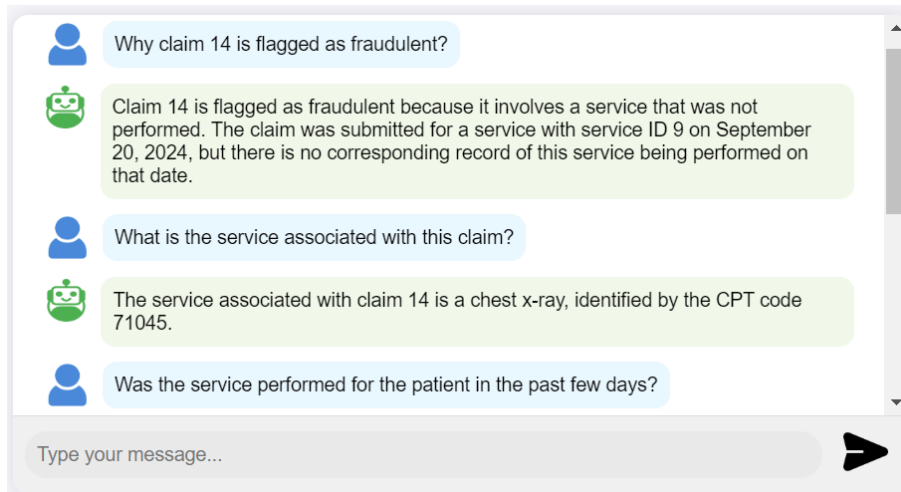 Why claim 14 is flagged as fraudulent?
Claim 14 is flagged as fraudulent because it involves a service that was not
performed. The claim was submitted for a service with service ID 9 on September
20, 2024, but there is no corresponding record of this service being performed on
that date.
What is the service associated with this claim?
The service associated with claim 14 is a chest x-ray, identified by the CPT code
71045.
Was the service performed for the patient in the past few days?
Type your message...